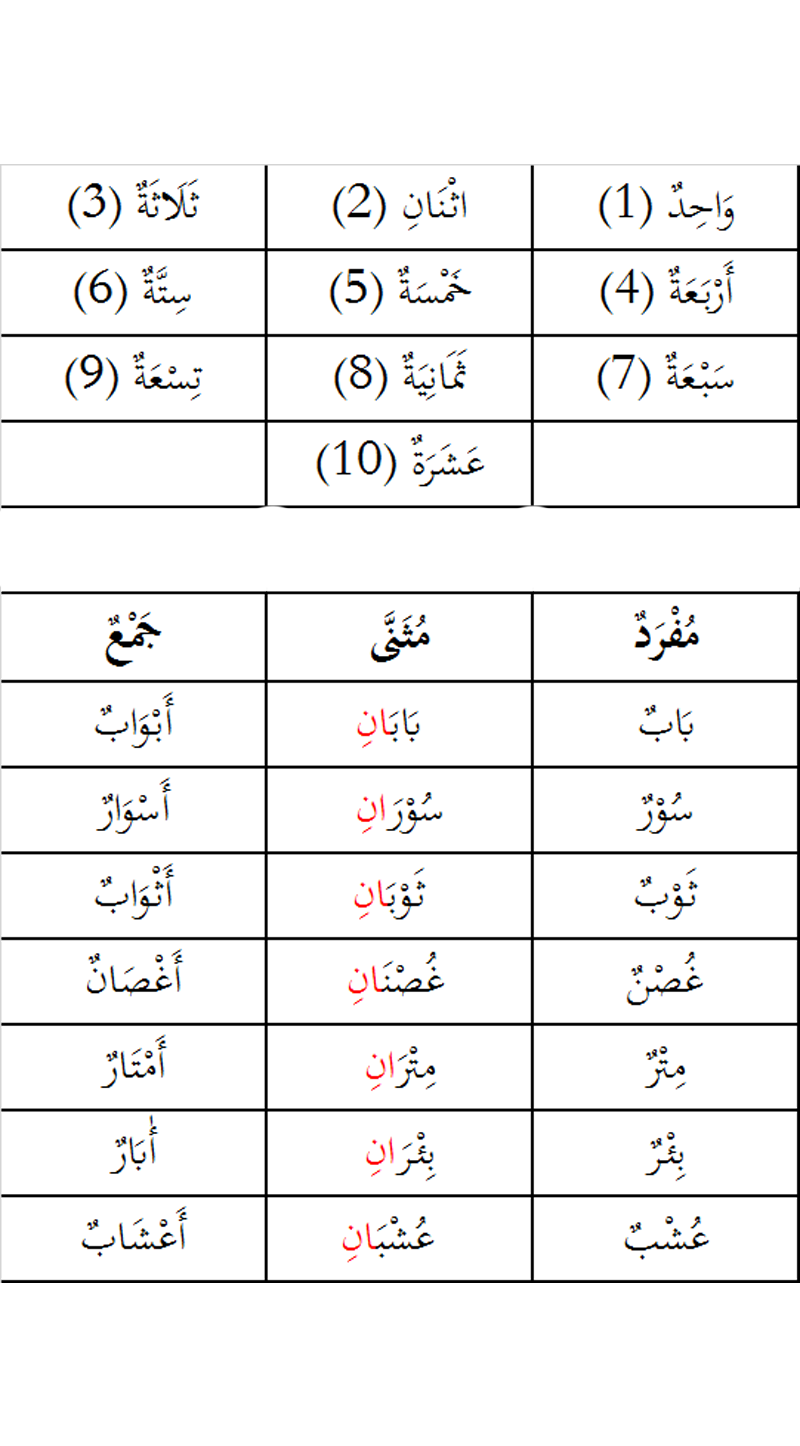 وَاحِدٌ (1) اثْنَانِ (2) ثَلَاثَةٌ (3)
أَرْبَعَةٌ (4) خَمْسَةٌ (5) سِتَّةٌ (6)
سَبْعَةٌ (7) ثَمَانِيَةٌ (8) تِسْعَةٌ (9)
عَشَرَةٌ (10)
مُفْرَدٌ مُثَنَّى جَمْعٌ
بَابٌ بَابَانِ أَبْوَابٌ
سُوْرٌ سُوْرَانِ أَسْوَارٌ
ثَوْبٌ ثَوْبَانِ أَثْوَابٌ
غُصْنٌ غُصْنَانِ أَغْصَانٌ
مِتْرٌ مِتْرَانِ أَمْتَارٌ
بِئْرٌ بِئْرَانِ أٰبَارٌ
عُشْبٌ عُشْبَانِ أَعْشَابٌ